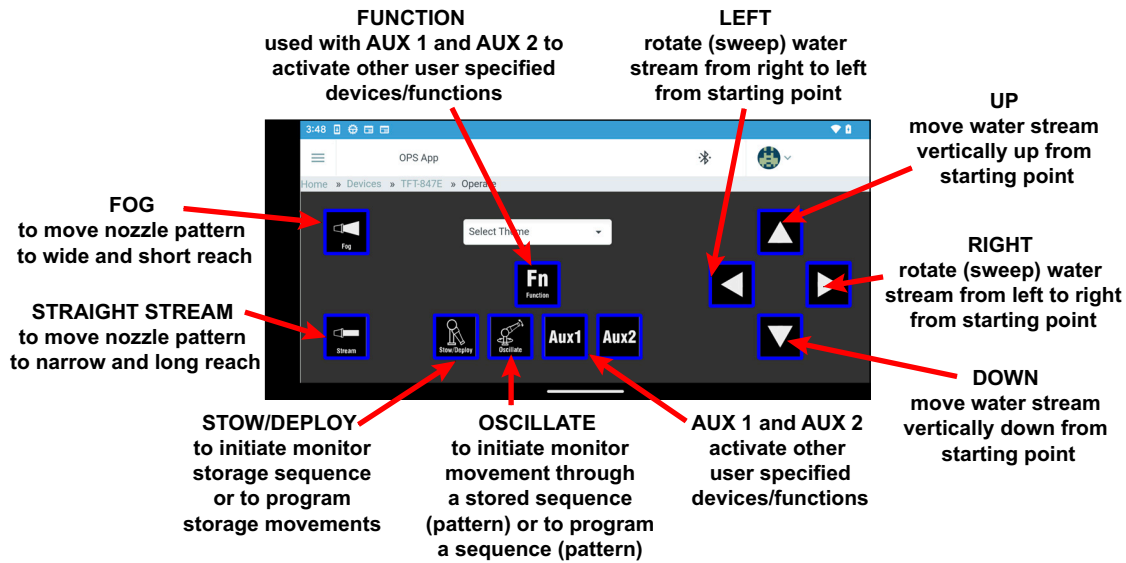 FUNCTION
used with AUX 1 and AUX 2 to
activate other user specified
devices/functions
LEFT
rotate (sweep) water
stream from right to left
from starting point
UP
move water stream
vertically up from
starting point
3:48
OPS App
Home » Devices » TFT-847E » Operate
FOG
to move nozzle pattern
to wide and short reach
Fog
Select Theme
RIGHT
rotate (sweep) water
stream from left to right
from starting point
Fn
Function
STRAIGHT STREAM
to move nozzle pattern
to narrow and long reach
Stream
Stow/Deploy
Oscillate
Aux1
Aux2
DOWN
move water stream
vertically down from
starting point
STOW/DEPLOY
to initiate monitor
storage sequence
or to program
storage movements
OSCILLATE
to initiate monitor
movement through
a stored sequence
(pattern) or to program
a sequence (pattern)
AUX 1 and AUX 2
activate other
user specified
devices/functions